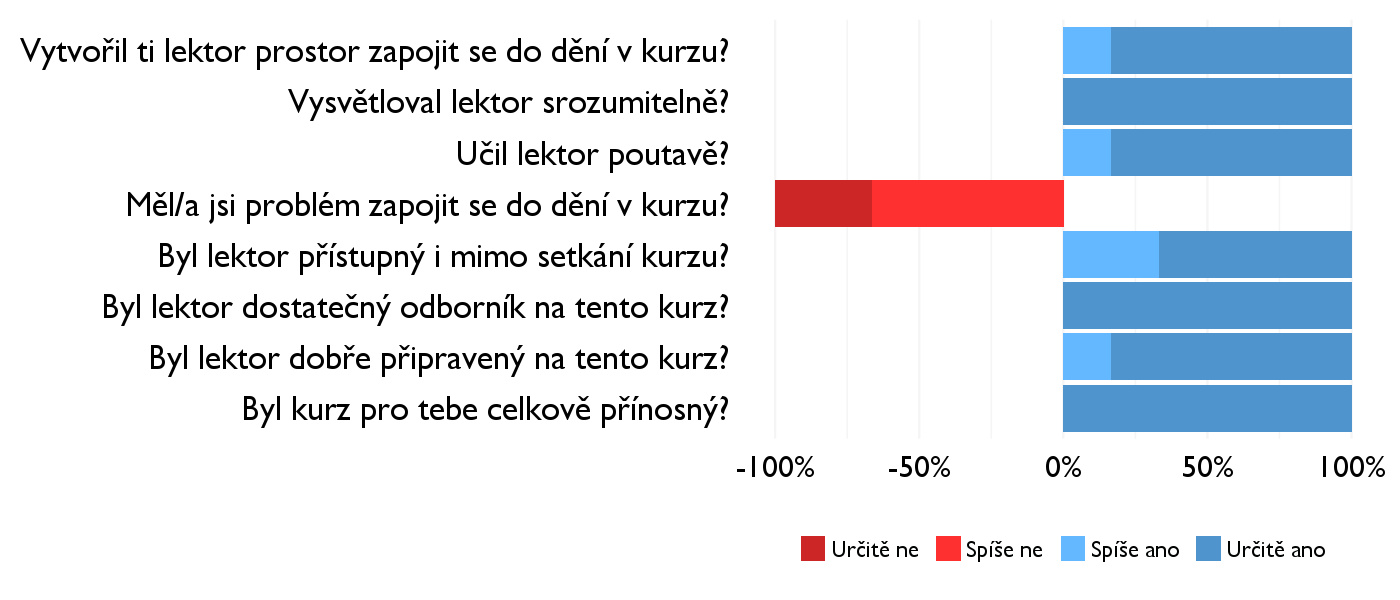 Vytvořil ti lektor prostor zapojit se do dění v kurzu?
Vysvětloval lektor srozumitelně?
Učil lektor poutavě?
Měl/a jsi problém zapojit se do dění v kurzu?
Byl lektor přístupný i mimo setkání kurzu?
Byl lektor dostatečný odborník na tento kurz?
Byl lektor dobře připravený na tento kurz?
Byl kurz pro tebe celkově přínosný?
-100% -50% 0% 50% 100%
Určitě ne Spíše ne Spíše ano Určitě ano